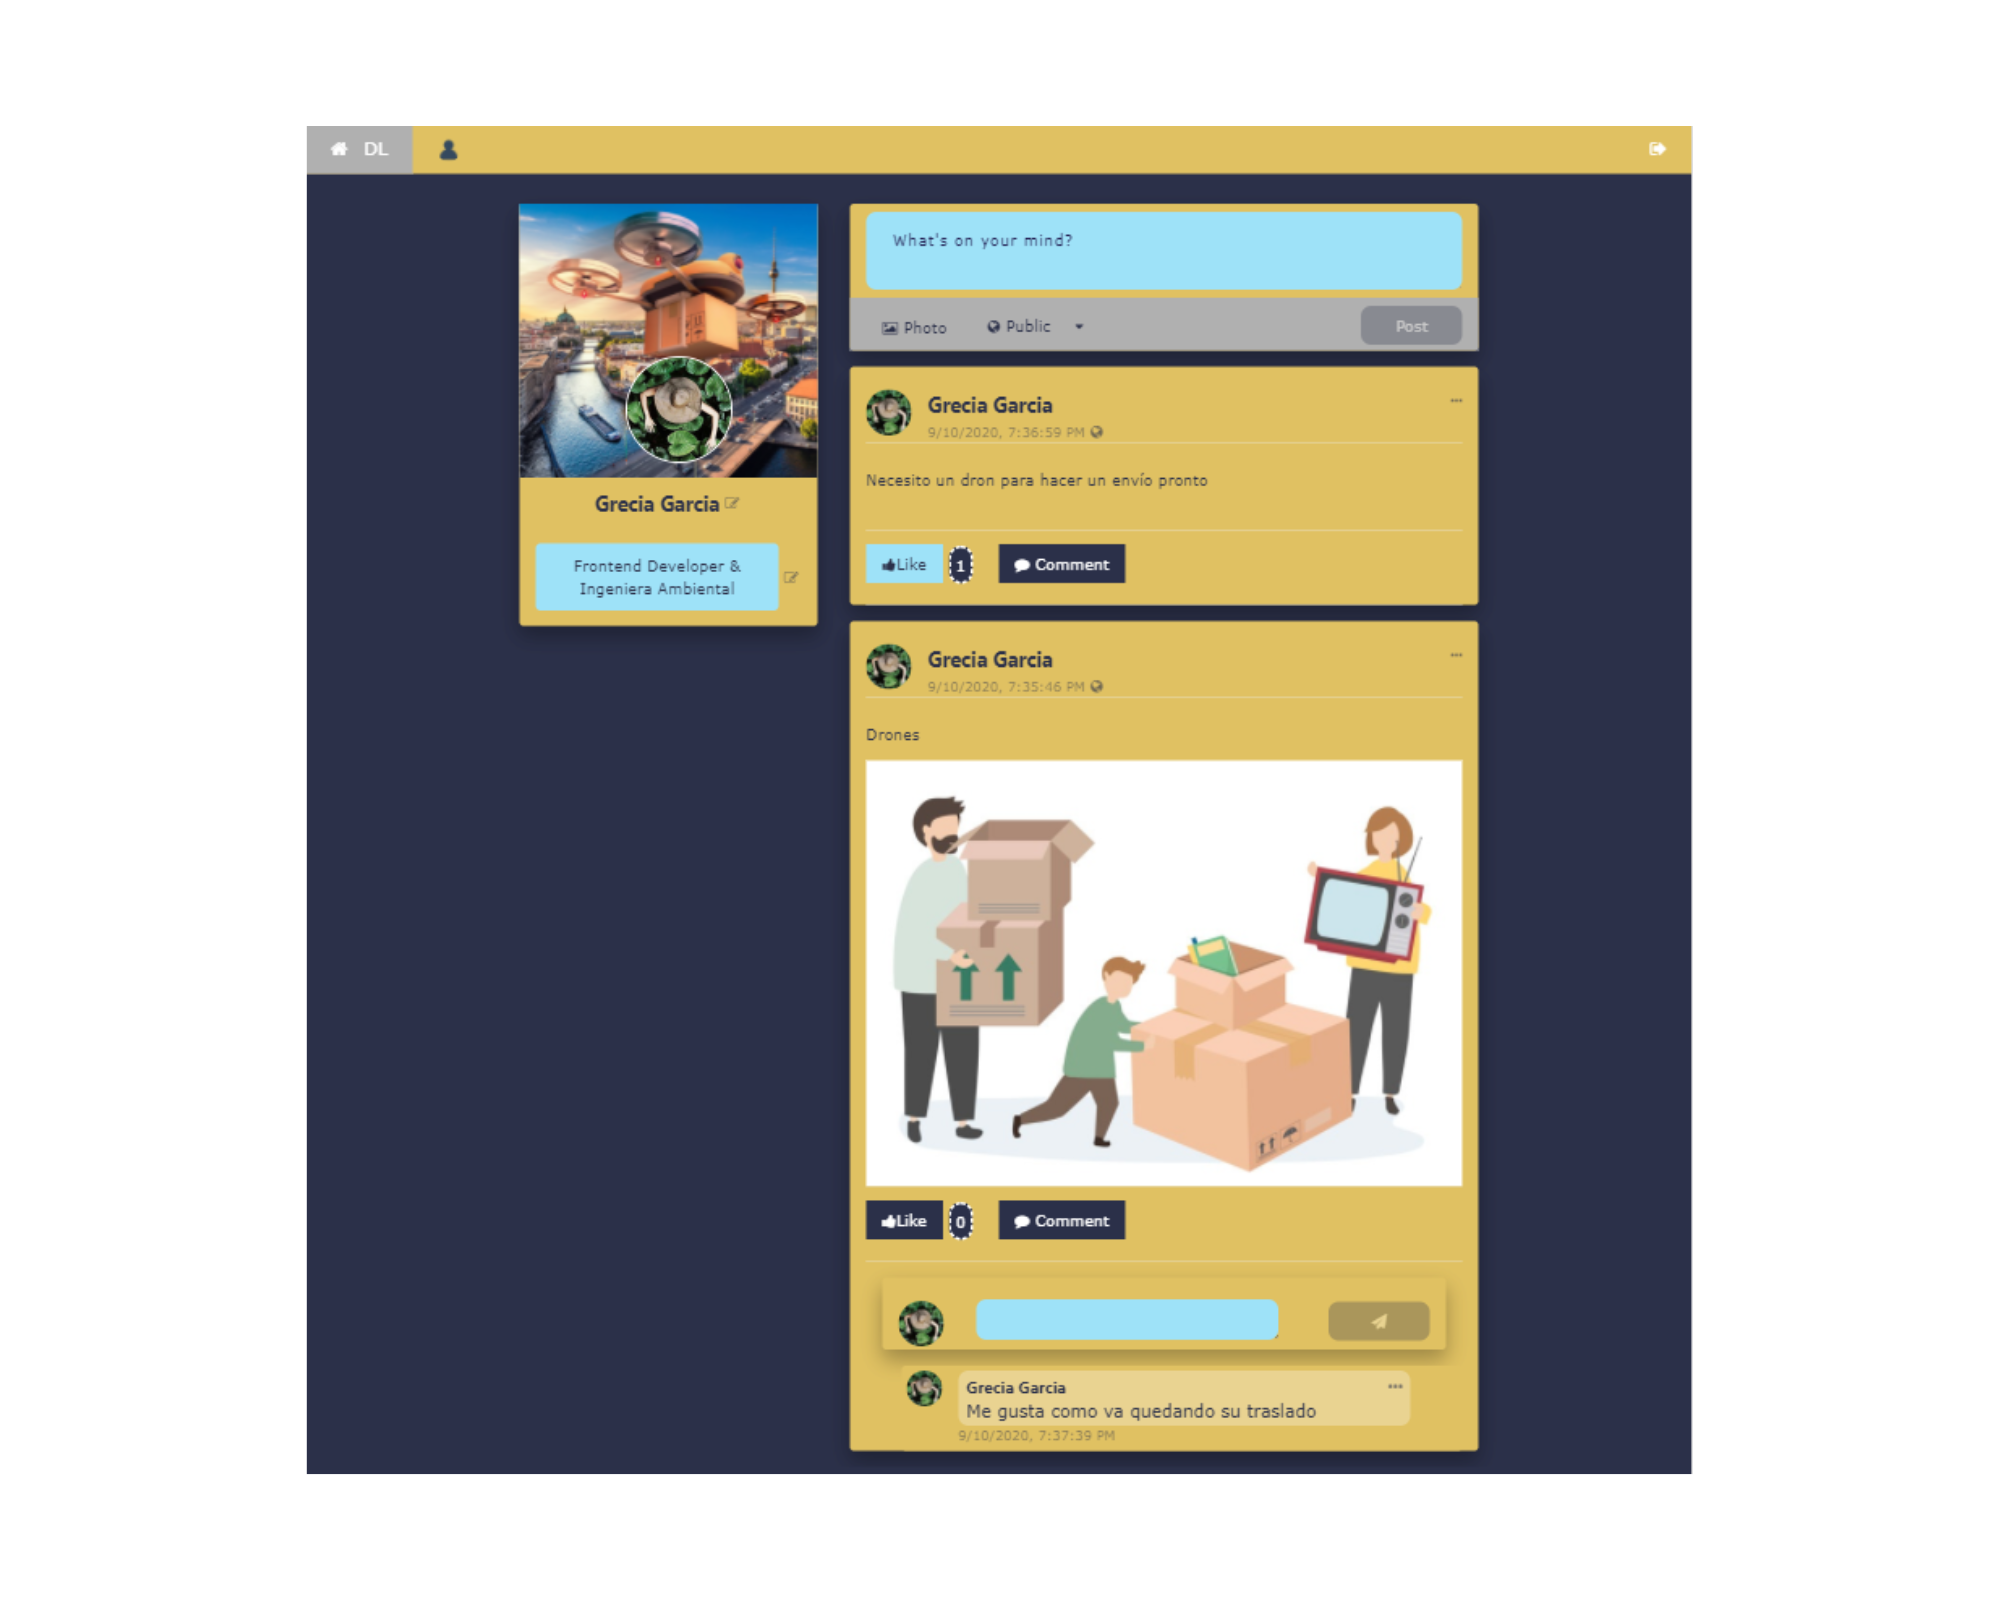 DL
Grecia Garcia
Frontend Developer &
Ingeniera Ambiental
What's on your mind?
Photo Public Post
Grecia Garcia
9/10/2020, 7:36:59 PM
Necesito un dron para hacer un envío pronto
Like 1 Comment
Grecia Garcia
9/10/2020, 7:35:46 PM
Drones
Like 0 Comment
Grecia Garcia
Me gusta como va quedando su traslado
9/10/2020, 7:37:39 PM